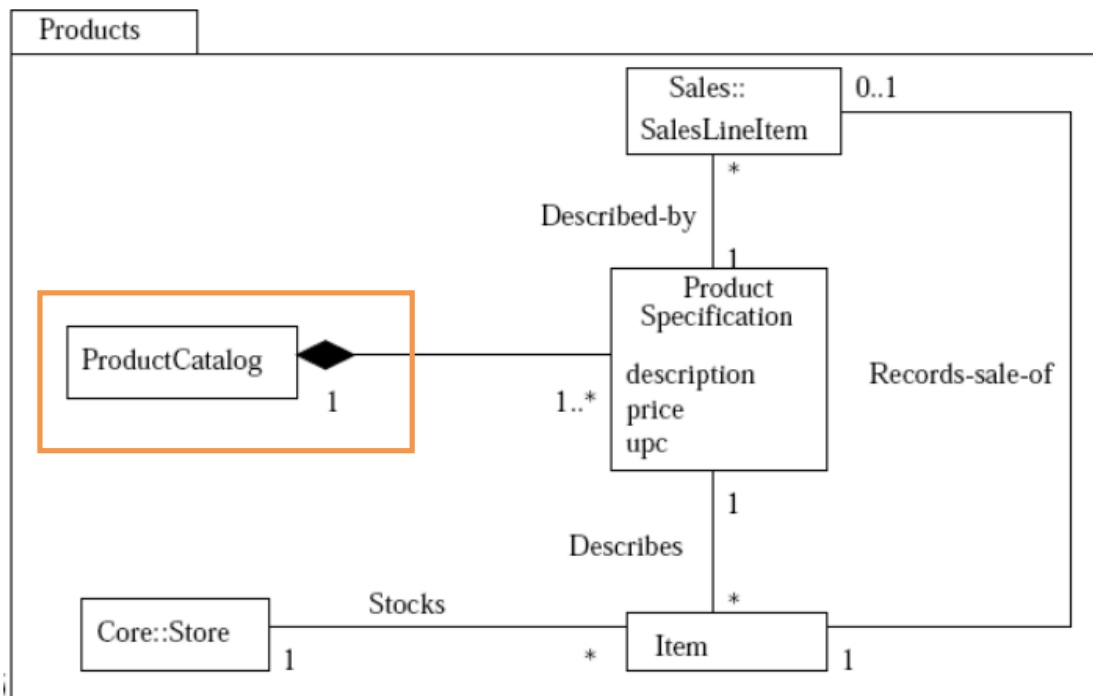 Products
Sales::
SalesLineItem
0..1
*
Described-by
1
Product
Specification
description
price
upc
ProductCatalog
1
1..*
Records-sale-of
1
Describes
*
Stocks
Core::Store
1
*
Item
1